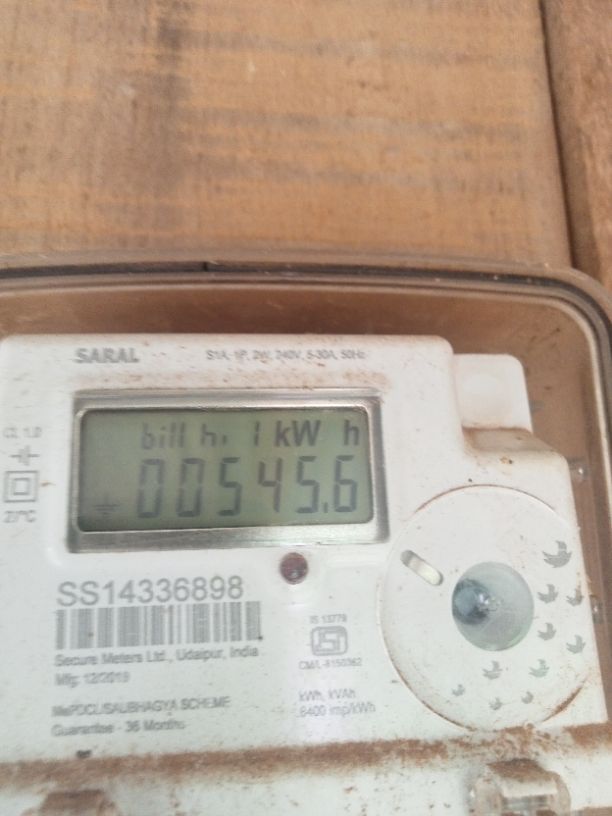 SARAL
S1A, 1P, 2W, 240V, 5-30A, 50Hz
Cl. 1.0
bill hi 1 kW h
00545.6
27°C
SS14336898
Secure Meters Ltd., Udaipur, India
Mfg: 12/2019
MePDCL/SAUBHAGYA SCHEME
Guarantee - 36 Months
IS 13779
CM/L-8150362
kWh, kVAh
6400 imp/kWh